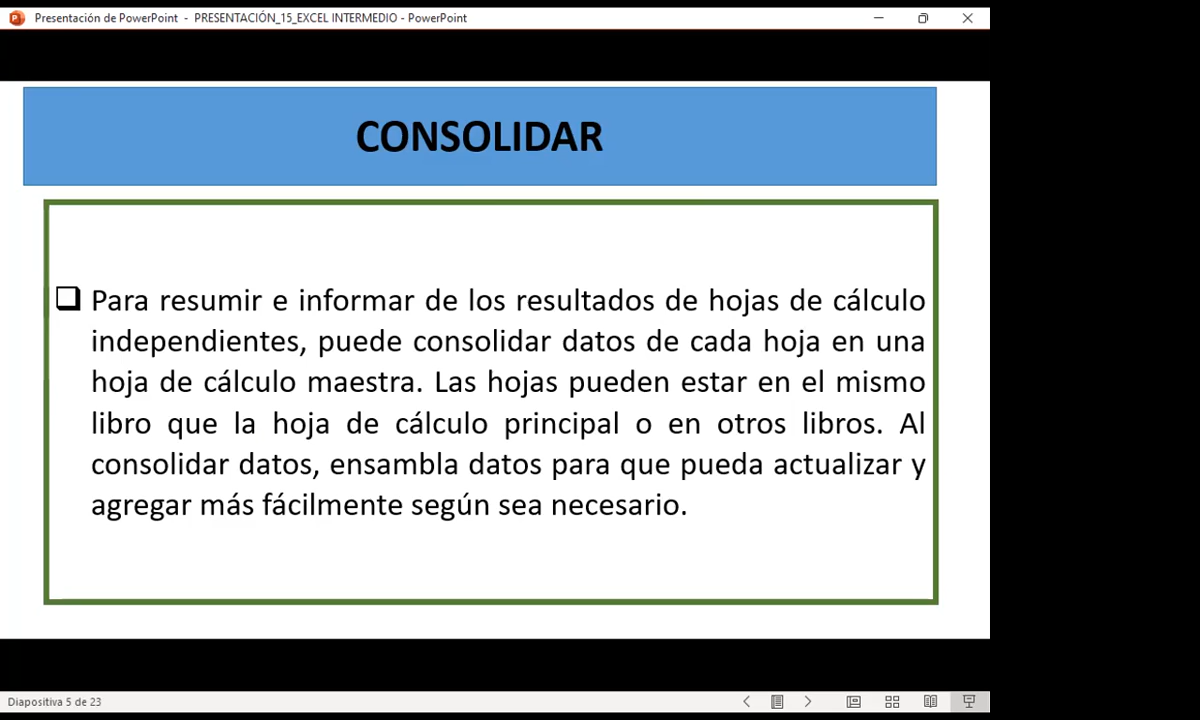 Presentación de PowerPoint - PRESENTACIÓN_15_EXCEL INTERMEDIO - PowerPoint
CONSOLIDAR
Para resumir e informar de los resultados de hojas de cálculo
independientes, puede consolidar datos de cada hoja en una
hoja de cálculo maestra. Las hojas pueden estar en el mismo
libro que la hoja de cálculo principal o en otros libros. Al
consolidar datos, ensambla datos para que pueda actualizar y
agregar más fácilmente según sea necesario.
Diapositiva 5 de 23